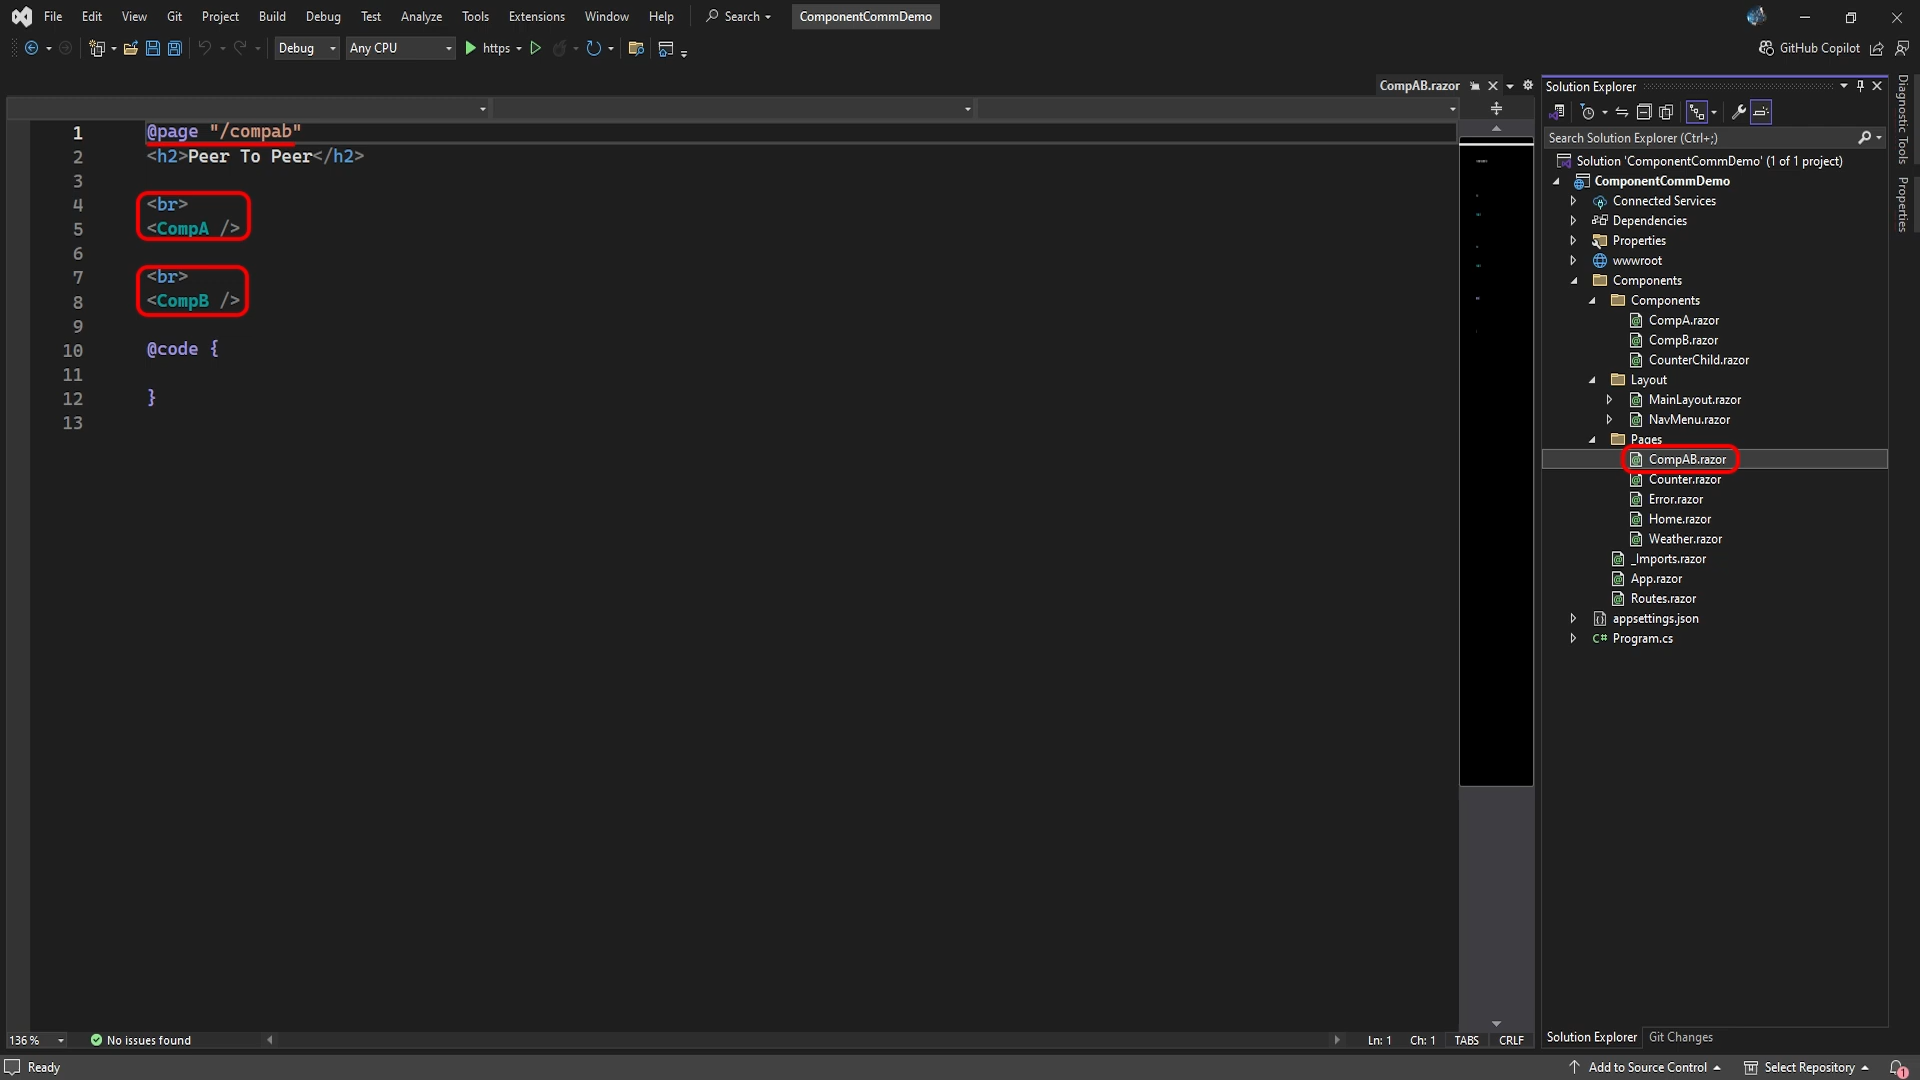 File Edit View Git Project Build Debug Test Analyze Tools Extensions Window Help Search ComponentCommDemo
Debug Any CPU https GitHub Copilot
CompAB.razor
1 @page "/compab"
2 <h2>Peer To Peer</h2>
3
4 <br>
5 <CompA />
6
7 <br>
8 <CompB />
9
10 @code {
11
12 }
13
136 % No issues found Ln: 1 Ch: 1 TABS CRLF
Solution Explorer
Search Solution Explorer (Ctrl+;)
Solution 'ComponentCommDemo' (1 of 1 project)
ComponentCommDemo
Connected Services
Dependencies
Properties
wwwroot
Components
Components
CompA.razor
CompB.razor
CounterChild.razor
Layout
MainLayout.razor
NavMenu.razor
Pages
CompAB.razor
Counter.razor
Error.razor
Home.razor
Weather.razor
_Imports.razor
App.razor
Routes.razor
appsettings.json
C# Program.cs
Solution Explorer Git Changes
Diagnostic Tools
Properties
Ready Add to Source Control Select Repository 1